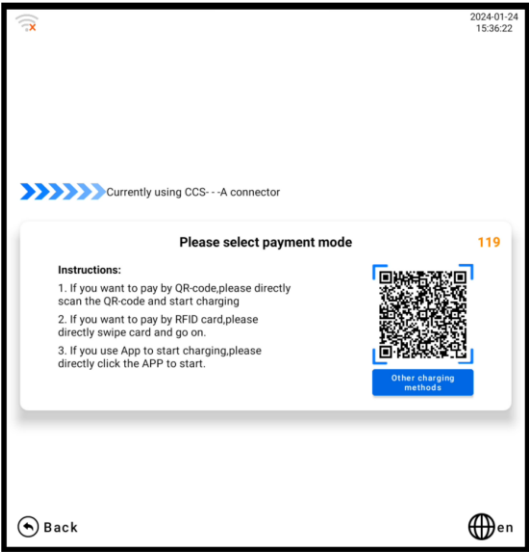 2024-01-24
15:36:22
Currently using CCS- - -A connector
Please select payment mode
119
Instructions:
1. If you want to pay by QR-code,please directly
scan the QR-code and start charging
2. If you want to pay by RFID card,please
directly swipe card and go on.
3. If you use App to start charging,please
directly click the APP to start.
Other charging
methods
Back
en